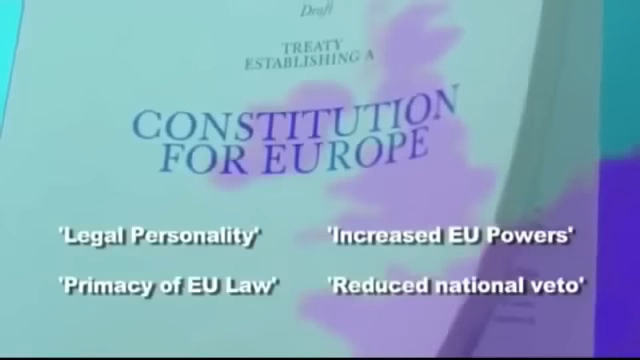 Draft
TREATY
ESTABLISHING A
CONSTITUTION
FOR EUROPE
'Legal Personality'
'Increased EU Powers'
'Primacy of EU Law'
'Reduced national veto'